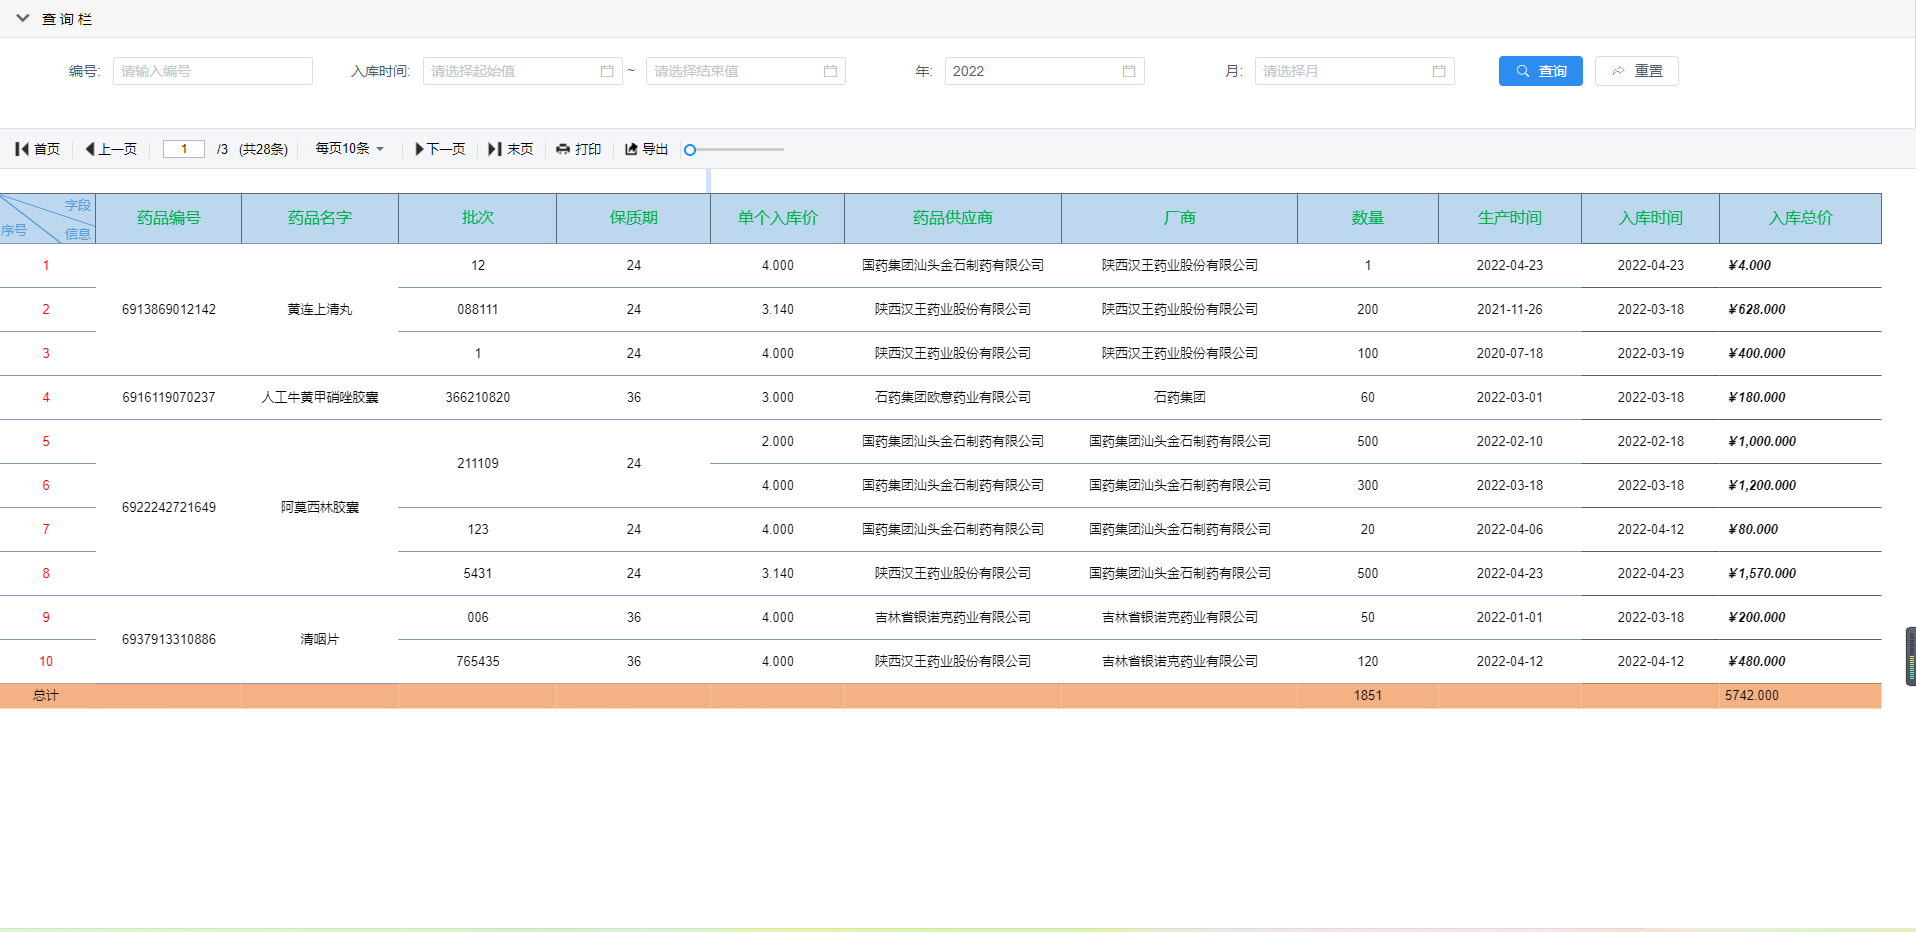 查 询 栏
编号: 请输入编号 入库时间: 请选择起始值 ~ 请选择结束值 年: 2022 月: 请选择月 查询 重置
首页 上一页 1 /3 (共28条) 每页10条 下一页 末页 打印 导出
字段 序号 信息 药品编号 药品名字 批次 保质期 单个入库价 药品供应商 厂商 数量 生产时间 入库时间 入库总价
1 12 24 4.000 国药集团汕头金石制药有限公司 陕西汉王药业股份有限公司 1 2022-04-23 2022-04-23 ¥4.000
2 6913869012142 黄连上清丸 088111 24 3.140 陕西汉王药业股份有限公司 陕西汉王药业股份有限公司 200 2021-11-26 2022-03-18 ¥628.000
3 1 24 4.000 陕西汉王药业股份有限公司 陕西汉王药业股份有限公司 100 2020-07-18 2022-03-19 ¥400.000
4 6916119070237 人工牛黄甲硝唑胶囊 366210820 36 3.000 石药集团欧意药业有限公司 石药集团 60 2022-03-01 2022-03-18 ¥180.000
5 2.000 国药集团汕头金石制药有限公司 国药集团汕头金石制药有限公司 500 2022-02-10 2022-02-18 ¥1,000.000
211109 24
6 4.000 国药集团汕头金石制药有限公司 国药集团汕头金石制药有限公司 300 2022-03-18 2022-03-18 ¥1,200.000
6922242721649 阿莫西林胶囊
7 123 24 4.000 国药集团汕头金石制药有限公司 国药集团汕头金石制药有限公司 20 2022-04-06 2022-04-12 ¥80.000
8 5431 24 3.140 陕西汉王药业股份有限公司 国药集团汕头金石制药有限公司 500 2022-04-23 2022-04-23 ¥1,570.000
9 006 36 4.000 吉林省银诺克药业有限公司 吉林省银诺克药业有限公司 50 2022-01-01 2022-03-18 ¥200.000
6937913310886 清咽片
10 765435 36 4.000 陕西汉王药业股份有限公司 吉林省银诺克药业有限公司 120 2022-04-12 2022-04-12 ¥480.000
总计 1851 5742.000